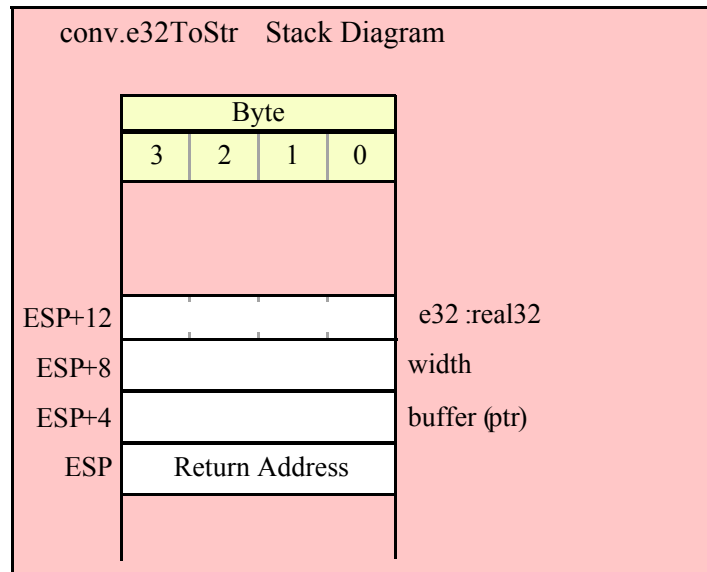 conv.e32ToStr Stack Diagram
Byte
3 2 1 0
ESP+12 e32 :real32
ESP+8 width
ESP+4 buffer (ptr)
ESP Return Address